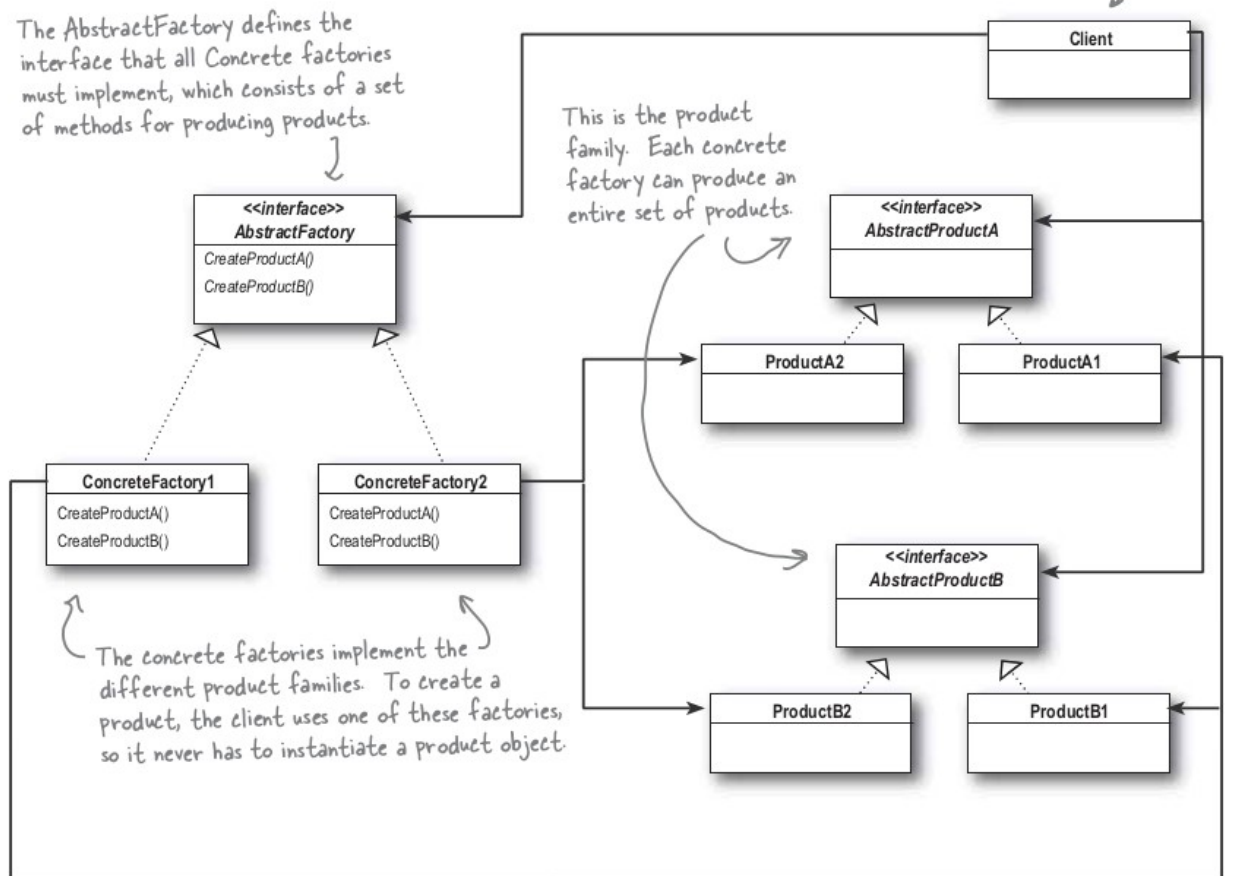 The AbstractFactory defines the
interface that all Concrete factories
must implement, which consists of a set
of methods for producing products.
Client
This is the product
family. Each concrete
factory can produce an
entire set of products.
<<interface>>
AbstractFactory
CreateProductA()
CreateProductB()
<<interface>>
AbstractProductA
ProductA2
ProductA1
ConcreteFactory1
CreateProductA()
CreateProductB()
ConcreteFactory2
CreateProductA()
CreateProductB()
<<interface>>
AbstractProductB
The concrete factories implement the
different product families. To create a
product, the client uses one of these factories,
so it never has to instantiate a product object.
ProductB2
ProductB1